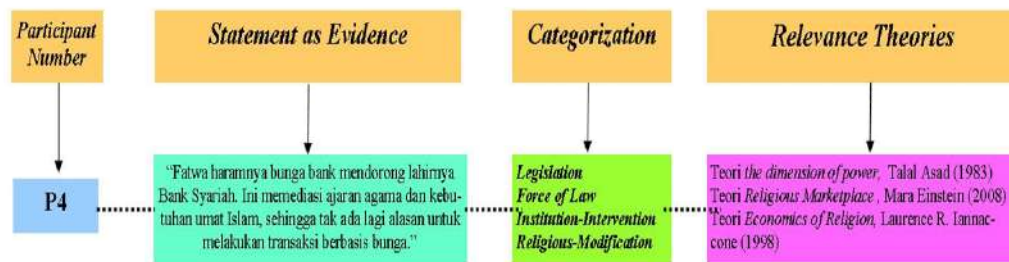 Participant
Number
Statement as Evidence
Categorization
Relevance Theories
P4
“Fatwa haramnya bunga bank mendorong lahirnya
Bank Syariah. Ini memediasi ajaran agama dan kebu-
tuhan umat Islam, sehingga tak ada lagi alasan untuk
melakukan transaksi berbasis bunga.”
Legislation
Force of Law
Institution-Intervention
Religious-Modification
Teori the dimension of power, Talal Asad (1983)
Teori Religious Marketplace , Mara Einstein (2008)
Teori Economics of Religion, Laurence R. Iannac-
cone (1998)